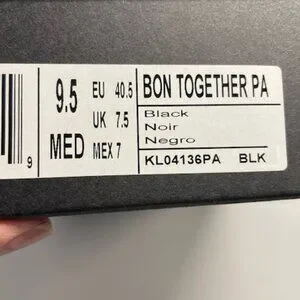 9.5 EU 40.5
UK 7.5
MED MEX 7
BON TOGETHER PA
Black
Noir
Negro
KL04136PA BLK
9